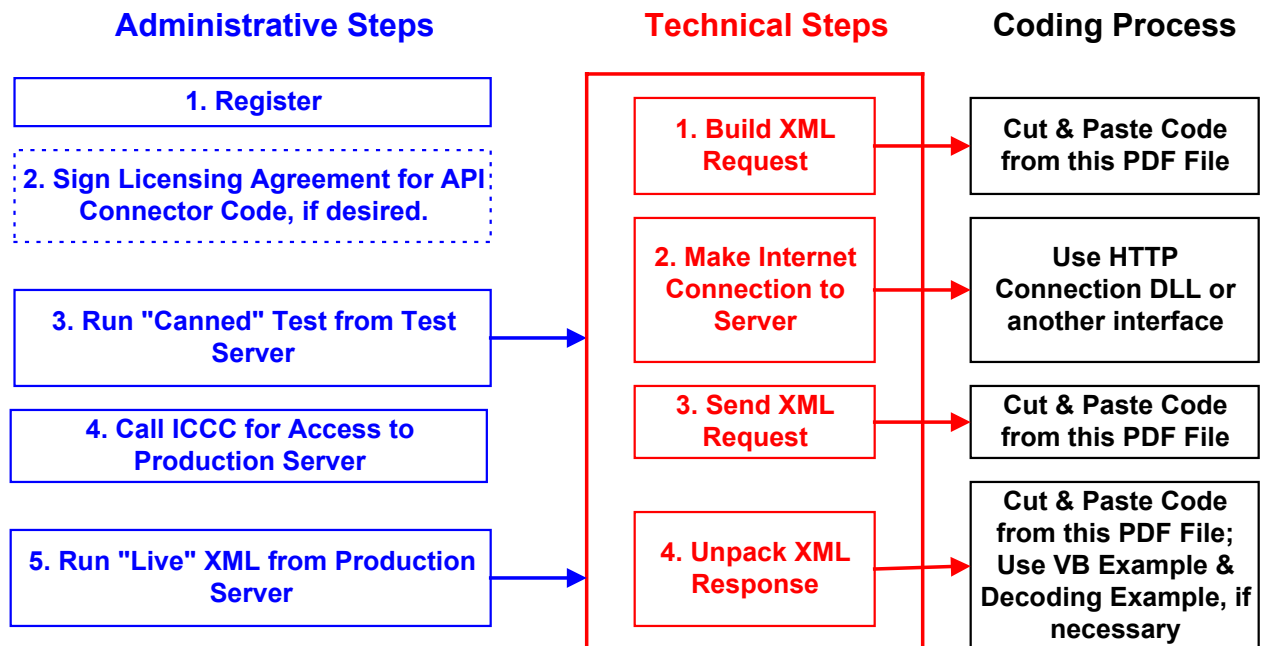 Administrative Steps
Technical Steps
Coding Process
1. Register
2. Sign Licensing Agreement for API
Connector Code, if desired.
3. Run "Canned" Test from Test
Server
4. Call ICCC for Access to
Production Server
5. Run "Live" XML from Production
Server
1. Build XML
Request
2. Make Internet
Connection to
Server
3. Send XML
Request
4. Unpack XML
Response
Cut & Paste Code
from this PDF File
Use HTTP
Connection DLL or
another interface
Cut & Paste Code
from this PDF File
Cut & Paste Code
from this PDF File;
Use VB Example &
Decoding Example, if
necessary